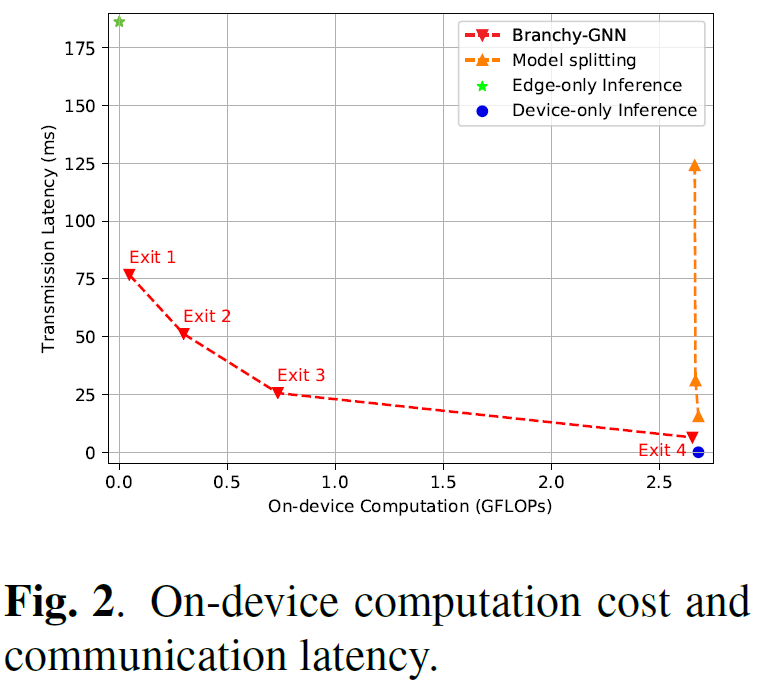 175
150
125
100
75
50
25
0
Transmission Latency (ms)
Branchy-GNN
Model splitting
Edge-only Inference
Device-only Inference
Exit 1
Exit 2
Exit 3
Exit 4
0.0 0.5 1.0 1.5 2.0 2.5
On-device Computation (GFLOPs)
Fig. 2. On-device computation cost and
communication latency.